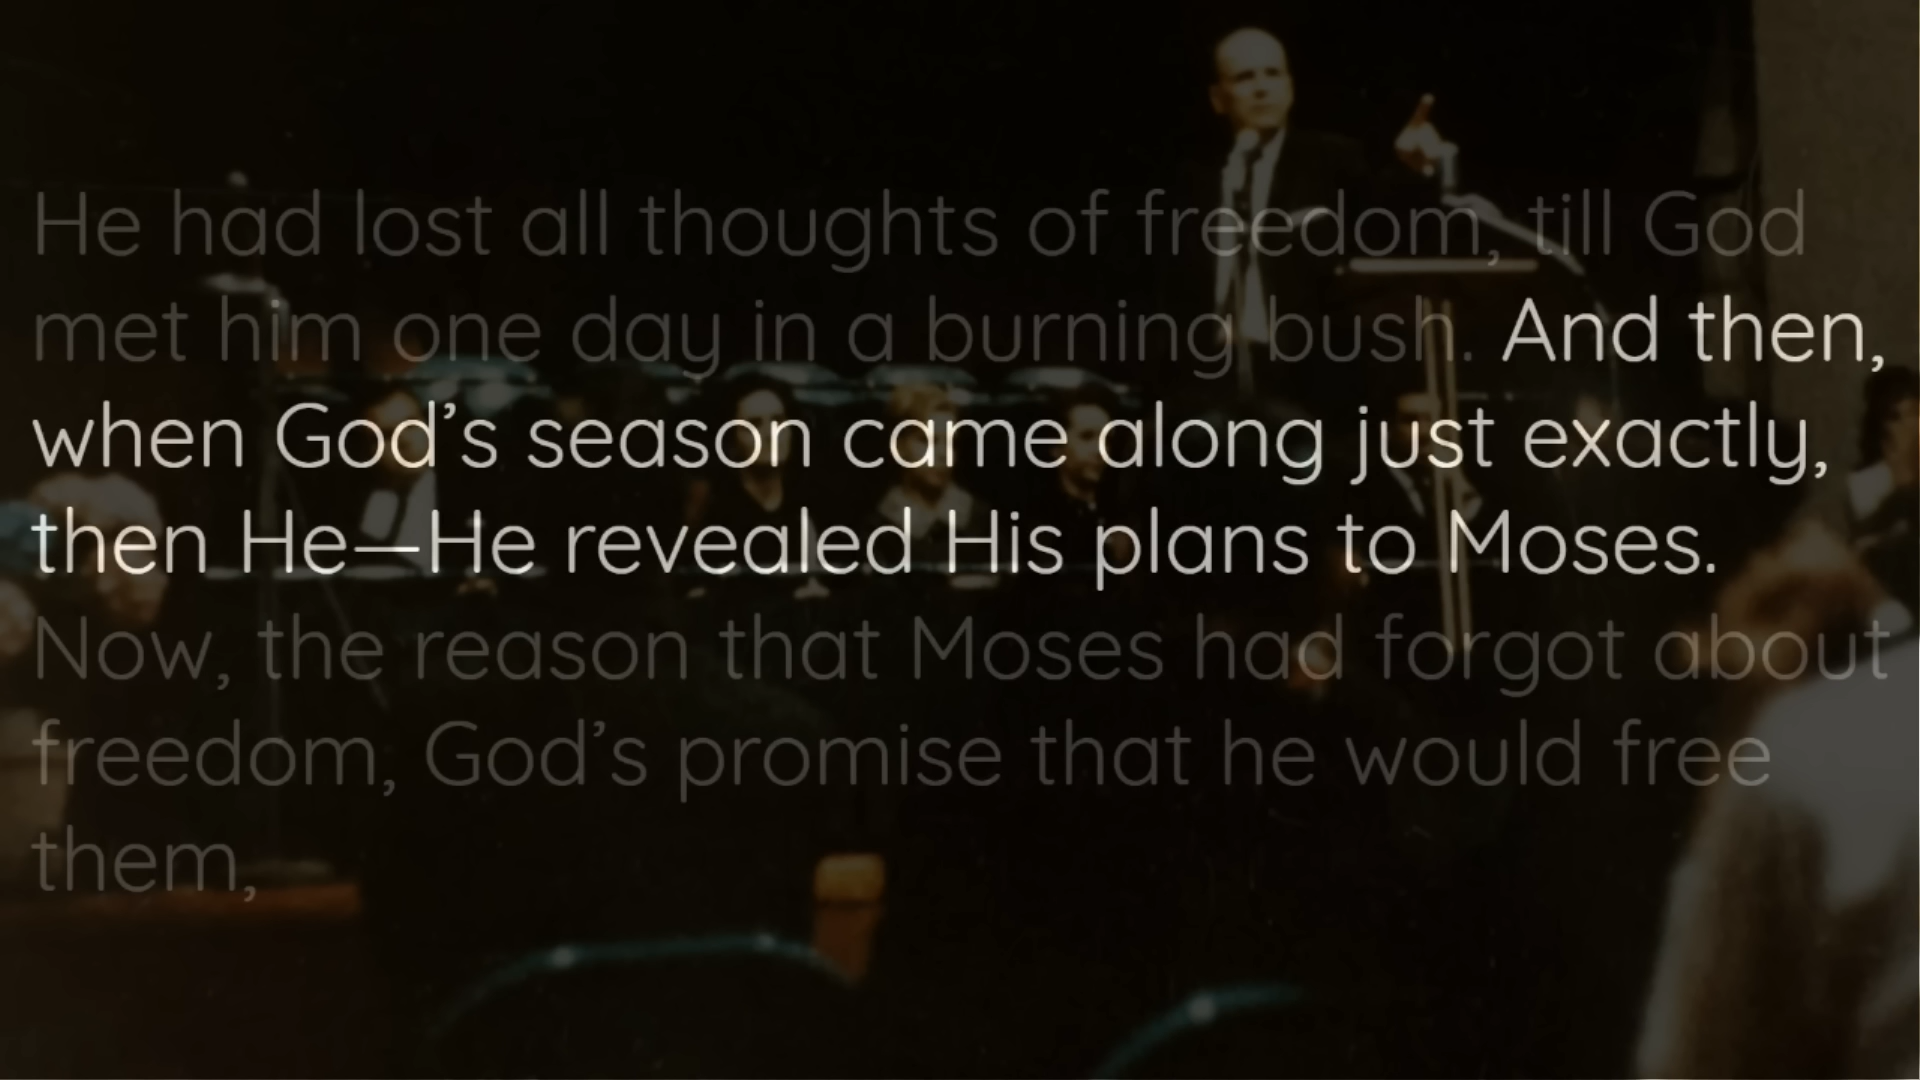 He had lost all thoughts of freedom, till God
met him one day in a burning bush. And then,
when God’s season came along just exactly,
then He—He revealed His plans to Moses.
Now, the reason that Moses had forgot about
freedom, God’s promise that he would free
them,